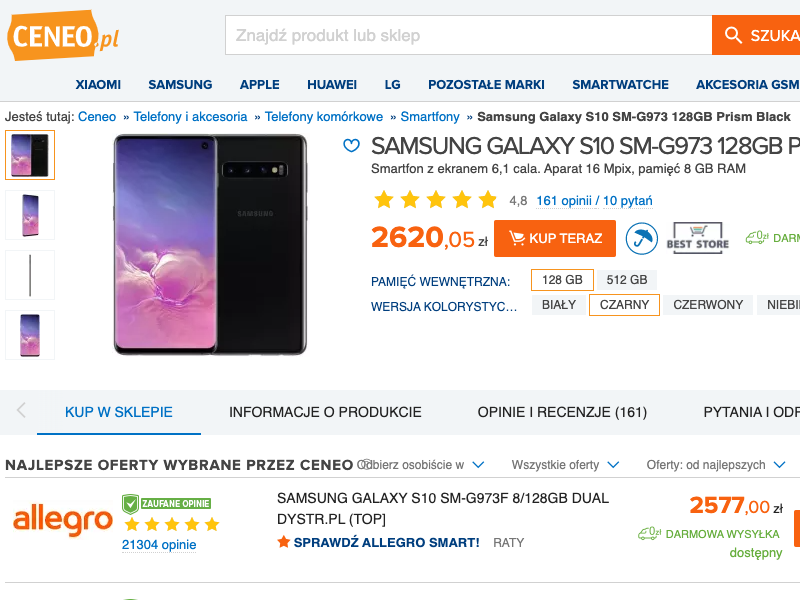 CENEO.pl
Znajdź produkt lub sklep
SZUKA
XIAOMI SAMSUNG APPLE HUAWEI LG POZOSTAŁE MARKI SMARTWATCHE AKCESORIA GSM
Jesteś tutaj: Ceneo » Telefony i akcesoria » Telefony komórkowe » Smartfony » Samsung Galaxy S10 SM-G973 128GB Prism Black
SAMSUNG
SAMSUNG GALAXY S10 SM-G973 128GB P
Smartfon z ekranem 6,1 cala. Aparat 16 Mpix, pamięć 8 GB RAM
4,8 161 opinii / 10 pytań
2620,05 zł KUP TERAZ BEST STORE 0zł DARM
PAMIĘĆ WEWNĘTRZNA: 128 GB 512 GB
WERSJA KOLORYSTYC... BIAŁY CZARNY CZERWONY NIEBI
KUP W SKLEPIE INFORMACJE O PRODUKCIE OPINIE I RECENZJE (161) PYTANIA I ODP
NAJLEPSZE OFERTY WYBRANE PRZEZ CENEO Odbierz osobiście w Wszystkie oferty Oferty: od najlepszych
allegro
ZAUFANE OPINIE
21304 opinie
SAMSUNG GALAXY S10 SM-G973F 8/128GB DUAL
DYSTR.PL [TOP]
SPRAWDŹ ALLEGRO SMART! RATY
2577,00 zł
0zł DARMOWA WYSYŁKA
dostępny